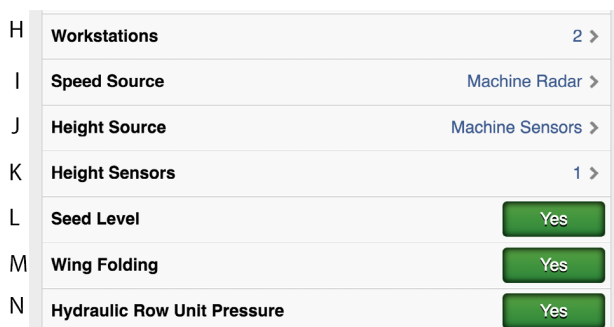 H Workstations 2 >
I Speed Source Machine Radar >
J Height Source Machine Sensors >
K Height Sensors 1 >
L Seed Level Yes
M Wing Folding Yes
N Hydraulic Row Unit Pressure Yes